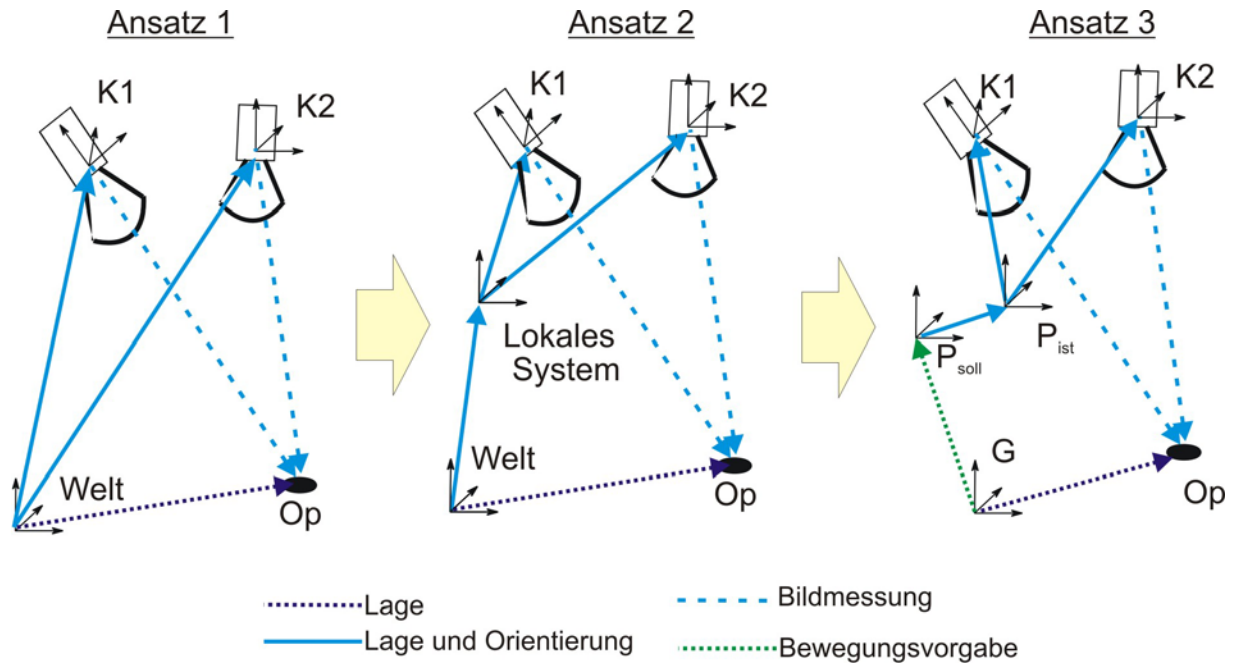 Ansatz 1
Ansatz 2
Ansatz 3
K1
K2
K1
K2
K1
K2
Lokales
System
P soll
P ist
Welt
Op
Welt
Op
G
Op
Lage
Lage und Orientierung
Bildmessung
Bewegungsvorgabe